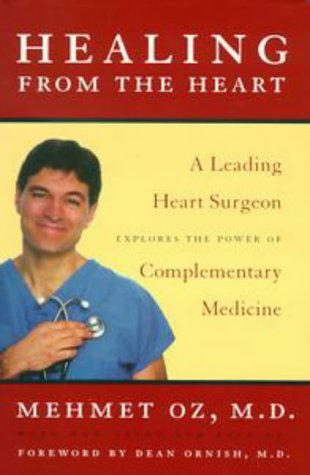 HEALING
FROM THE HEART
A Leading
Heart Surgeon
EXPLORES THE POWER OF
Complementary
Medicine
MEHMET OZ, M.D.
FOREWORD BY DEAN ORNISH, M.D.